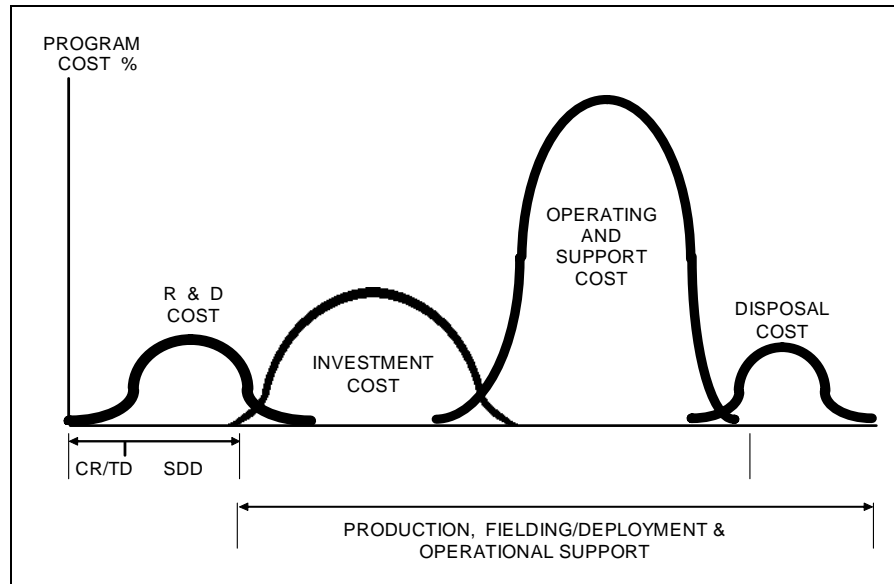 PROGRAM
COST %
R & D
COST
INVESTMENT
COST
OPERATING
AND
SUPPORT
COST
DISPOSAL
COST
CR/TD SDD
PRODUCTION, FIELDING/DEPLOYMENT &
OPERATIONAL SUPPORT